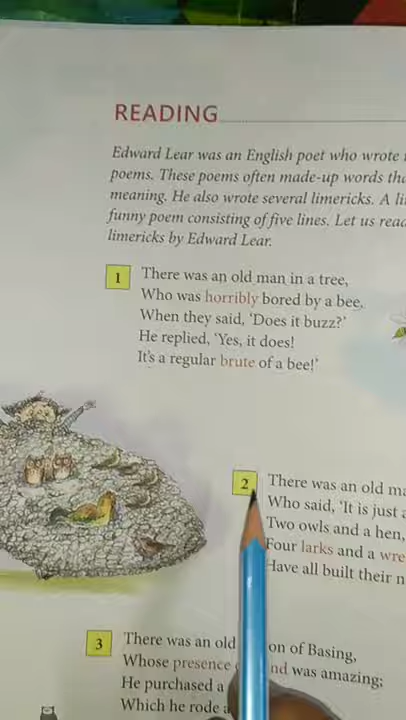 READING
Edward Lear was an English poet who wrote
poems. These poems often made-up words
meaning. He also wrote several limericks. A
funny poem consisting of five lines. Let us
limericks by Edward Lear.
1 There was an old man in a tree,
Who was horribly bored by a bee.
When they said, ‘Does it buzz?’
He replied, ‘Yes, it does!
It's a regular brute of a bee!’
2 There was an old
Who said, ‘It is just
Two owls and a hen,
Four larks and a
Have all built their
3 There was an old on of Basing,
Whose presence nd was amazing;
He purchased a
Which he rode